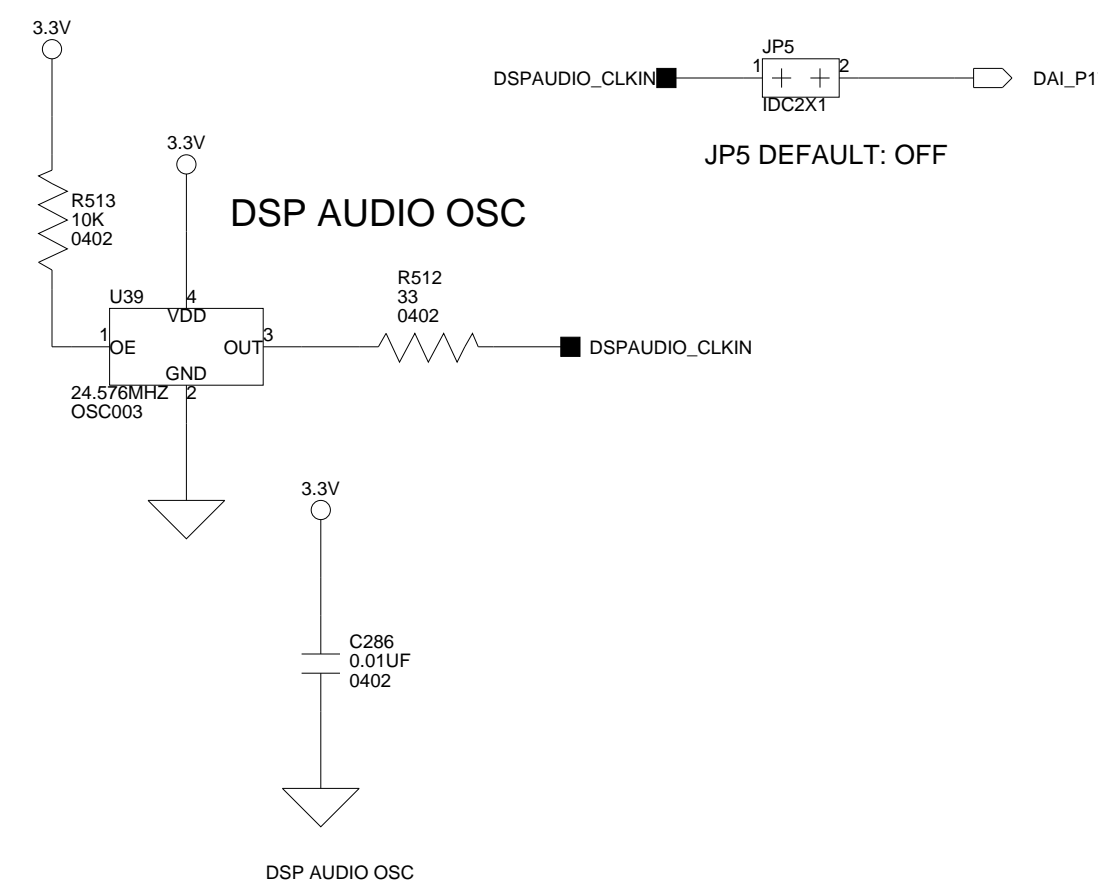 3.3V
JP5
1
2
DSPAUDIO_CLKIN
DAI_P1
IDC2X1
JP5 DEFAULT: OFF
3.3V
R513
10K
0402
DSP AUDIO OSC
R512
33
0402
U39
4
VDD
1
3
OE
OUT
DSPAUDIO_CLKIN
GND
24.576MHZ
2
OSC003
3.3V
C286
0.01UF
0402
DSP AUDIO OSC